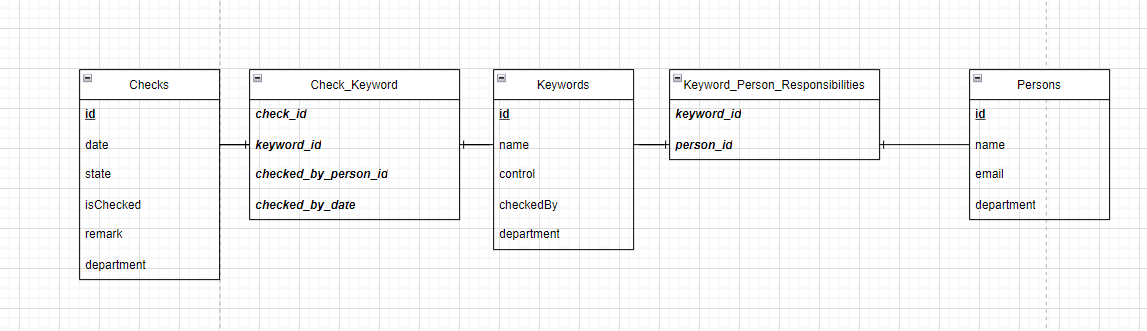 Checks
id
date
state
isChecked
remark
department
Check_Keyword
check_id
keyword_id
checked_by_person_id
checked_by_date
Keywords
id
name
control
checkedBy
department
Keyword_Person_Responsibilities
keyword_id
person_id
Persons
id
name
email
department